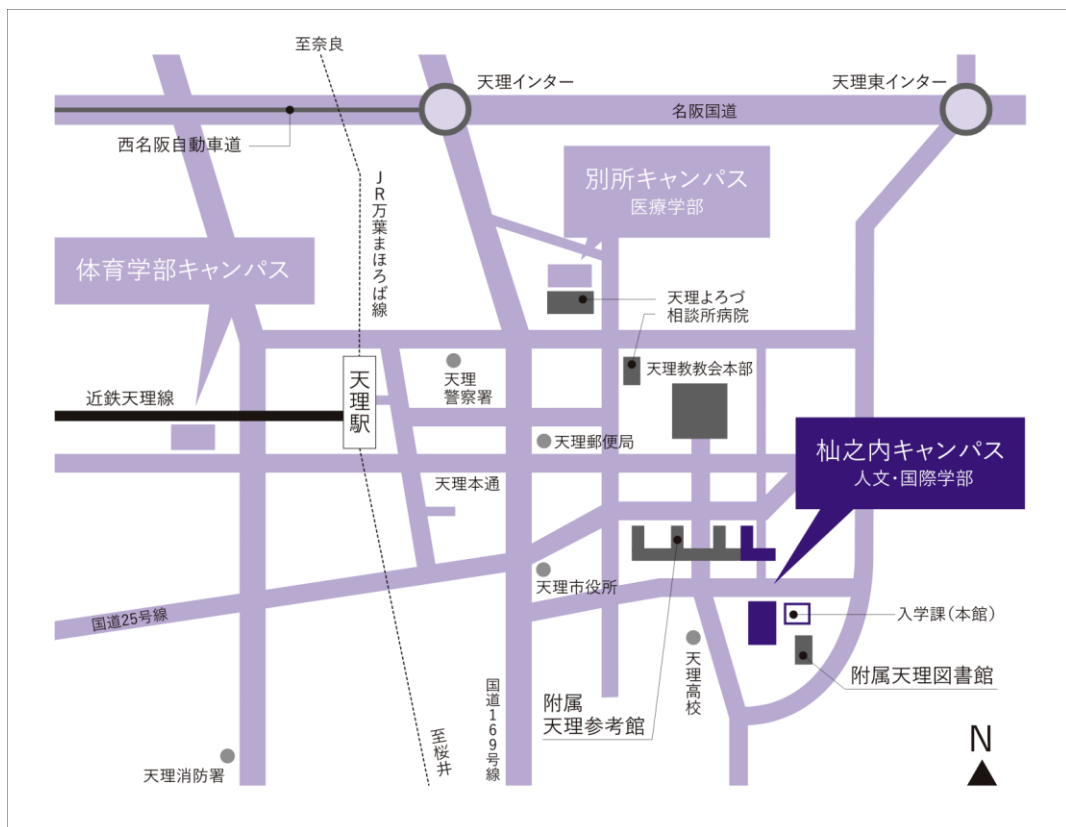 至奈良
天理インター
天理東インター
名阪国道
西名阪自動車道
JR万葉まほろば線
別所キャンパス
医療学部
体育学部キャンパス
天理よろづ
相談所病院
天理駅
天理
警察署
天理教教会本部
近鉄天理線
天理郵便局
杣之内キャンパス
人文・国際学部
天理本通
天理市役所
国道25号線
入学課(本館)
附属天理図書館
天理高校
附属
天理参考館
国道169号線
至桜井
天理消防署
N